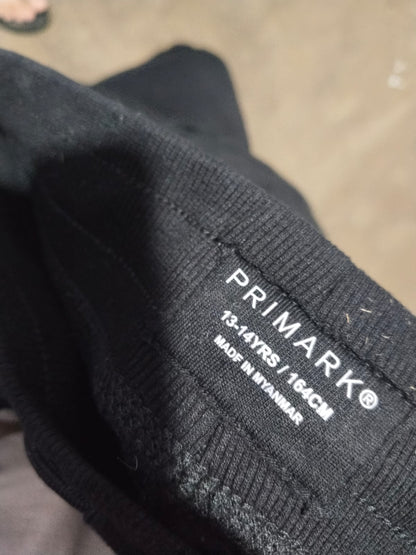 PRIMARK®
13-14YRS / 164CM
MADE IN MYANMAR